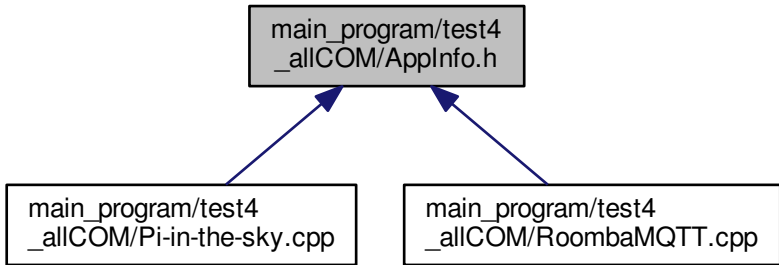 main_program/test4
_allCOM/AppInfo.h
main_program/test4
_allCOM/Pi-in-the-sky.cpp
main_program/test4
_allCOM/RoombaMQTT.cpp